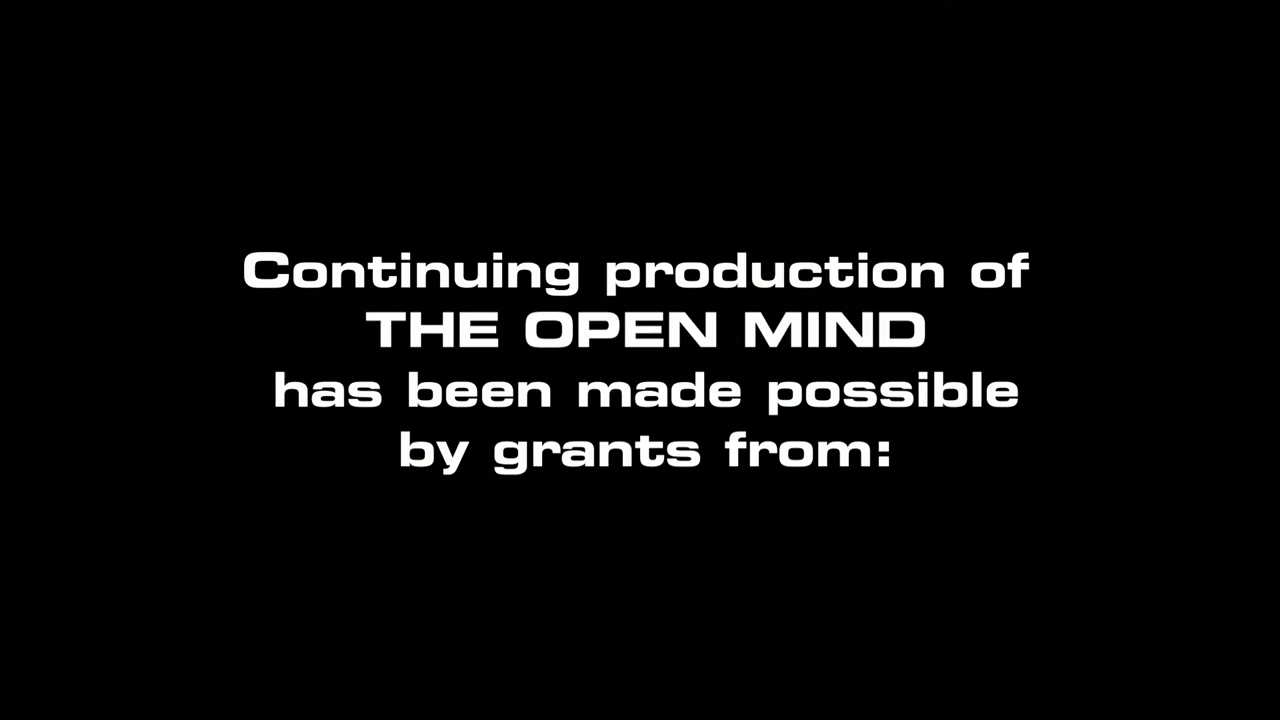 Continuing production of
THE OPEN MIND
has been made possible
by grants from: